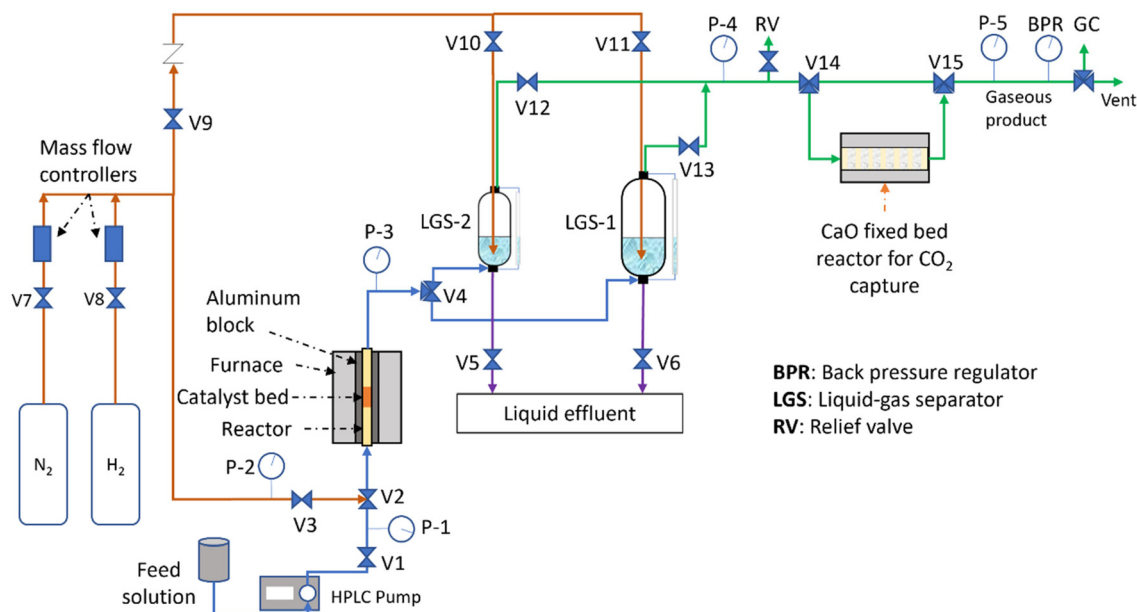 P-4
RV
P-5
BPR
GC
V10
V11
V14
V15
V12
Gaseous
product
Vent
V9
V13
Mass flow
controllers
LGS-2
LGS-1
P-3
CaO fixed bed
reactor for CO2
capture
V7
V8
V4
Aluminum
block
Furnace
Catalyst bed
Reactor
V5
V6
BPR: Back pressure regulator
LGS: Liquid-gas separator
RV: Relief valve
Liquid effluent
N2
H2
P-2
V2
V3
P-1
V1
Feed
solution
HPLC Pump